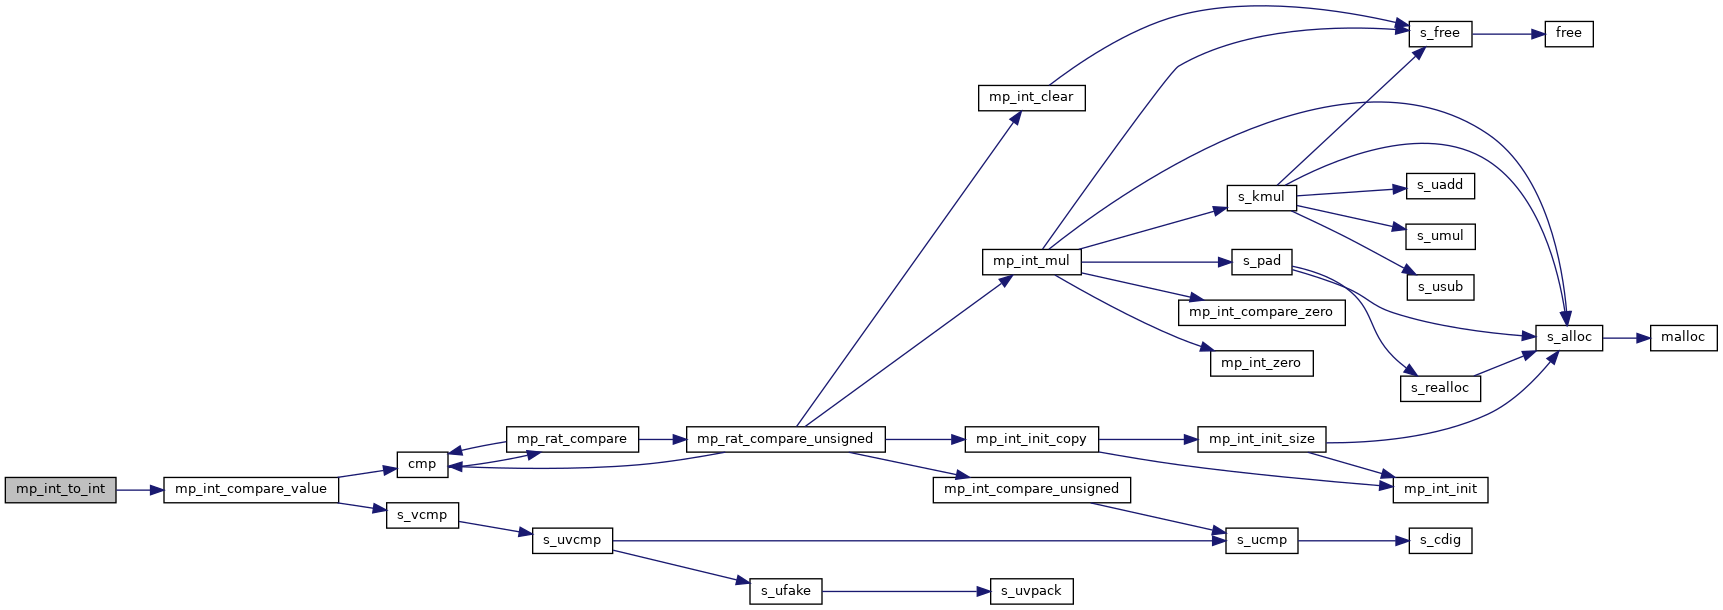 s_free
free
mp_int_clear
s_uadd
s_kmul
s_umul
mp_int_mul
s_pad
s_usub
mp_int_compare_zero
s_alloc
malloc
mp_int_zero
s_realloc
mp_rat_compare
mp_rat_compare_unsigned
mp_int_init_copy
mp_int_init_size
cmp
mp_int_to_int
mp_int_compare_value
mp_int_compare_unsigned
mp_int_init
s_vcmp
s_uvcmp
s_ucmp
s_cdig
s_ufake
s_uvpack